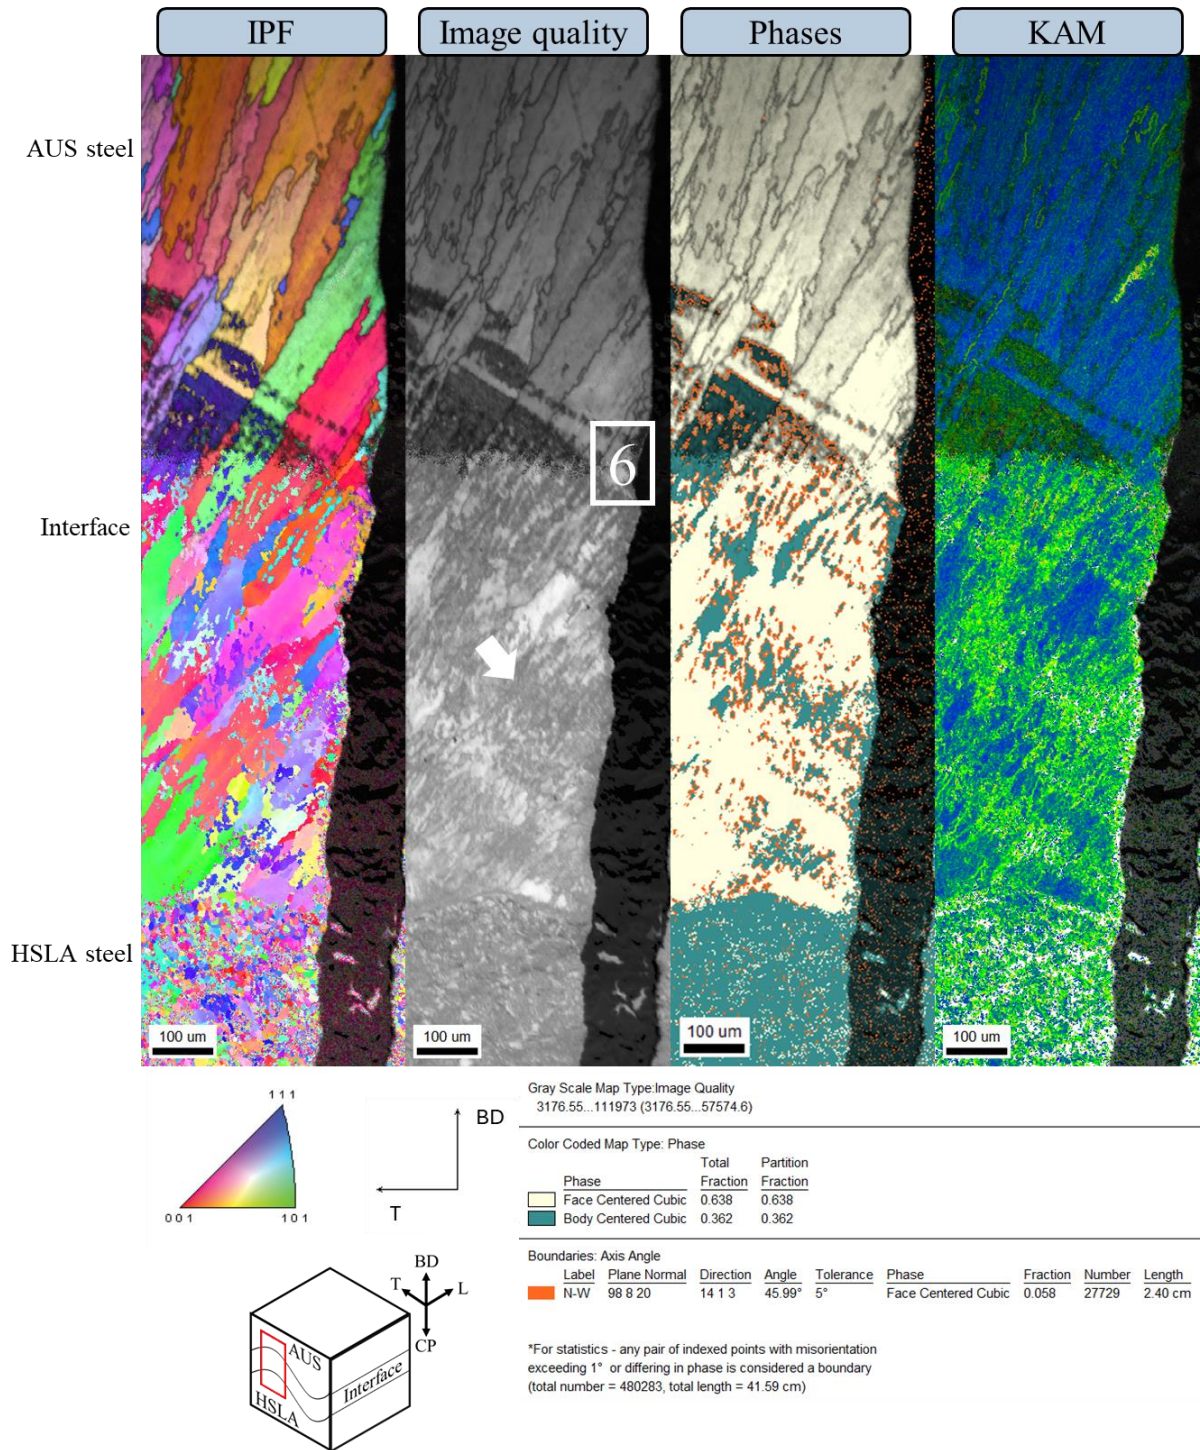 IPF Image quality Phases KAM
AUS steel
6
Interface
HSLA steel
100 um 100 um 100 um 100 um
1 1 1
0 0 1 1 0 1
BD
T
Gray Scale Map Type:Image Quality
3176.55...111973 (3176.55...57574.6)
Color Coded Map Type: Phase
Total Partition
Phase Fraction Fraction
Face Centered Cubic 0.638 0.638
Body Centered Cubic 0.362 0.362
Boundaries: Axis Angle
Label Plane Normal Direction Angle Tolerance Phase Fraction Number Length
N-W 98 8 20 14 1 3 45.99° 5° Face Centered Cubic 0.058 27729 2.40 cm
*For statistics - any pair of indexed points with misorientation
exceeding 1° or differing in phase is considered a boundary
(total number = 480283, total length = 41.59 cm)
BD
T L
CP
AUS
Interface
HSLA